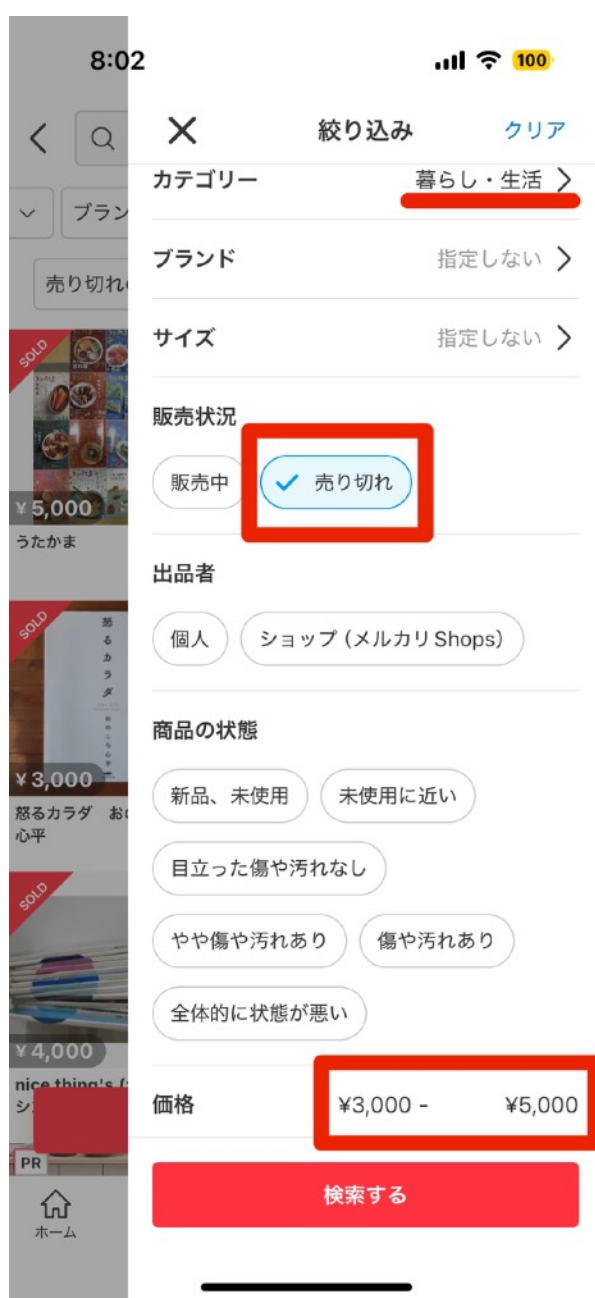 8:02
100
絞り込み
クリア
カテゴリー
暮らし・生活
ブラン
ブランド
指定しない
売り切れ
サイズ
指定しない
販売状況
販売中
売り切れ
SOLD
¥5,000
うたかま
出品者
個人
ショップ (メルカリShops)
SOLD
怒るカラダ
¥3,000
怒るカラダ お
心平
商品の状態
新品、未使用
未使用に近い
目立った傷や汚れなし
やや傷や汚れあり
傷や汚れあり
全体的に状態が悪い
SOLD
¥4,000
nice thing's
価格
¥3,000 -
¥5,000
PR
検索する
ホーム